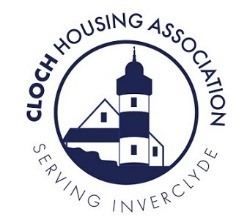 CLOCH HOUSING ASSOCIATION
SERVING INVERCLYDE